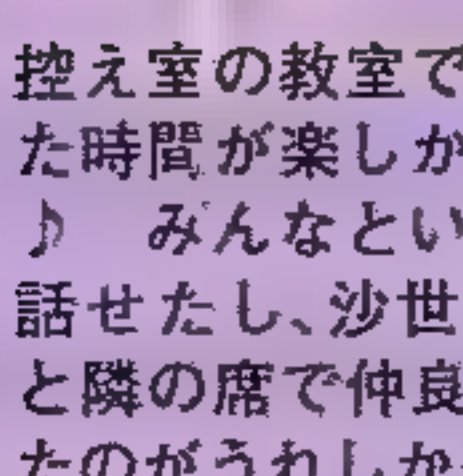 控え室の教室で
た時間が楽しか
♪　みんなとい
話せたし、沙世
と隣の席で仲良
たのがうれしか